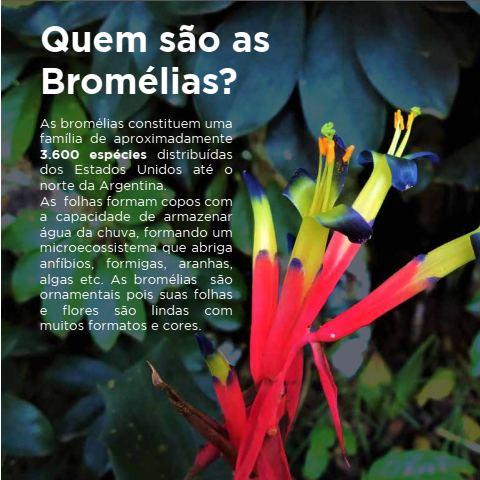 Quem são as
Bromélias?
As bromélias constituem uma
família de aproximadamente
3.600 espécies distribuídas
dos Estados Unidos até o
norte da Argentina.
As folhas formam copos com
a capacidade de armazenar
água da chuva, formando um
microecossistema que abriga
anfíbios, formigas, aranhas,
algas etc. As bromélias são
ornamentais pois suas folhas
e flores são lindas com
muitos formatos e cores.